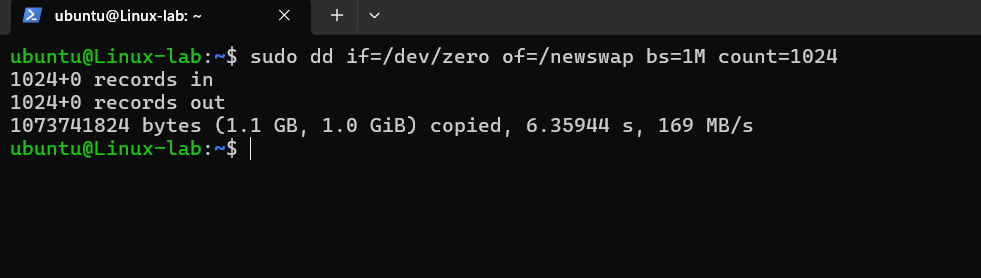 ubuntu@Linux-lab: ~
ubuntu@Linux-lab:~$ sudo dd if=/dev/zero of=/newswap bs=1M count=1024
1024+0 records in
1024+0 records out
1073741824 bytes (1.1 GB, 1.0 GiB) copied, 6.35944 s, 169 MB/s
ubuntu@Linux-lab:~$